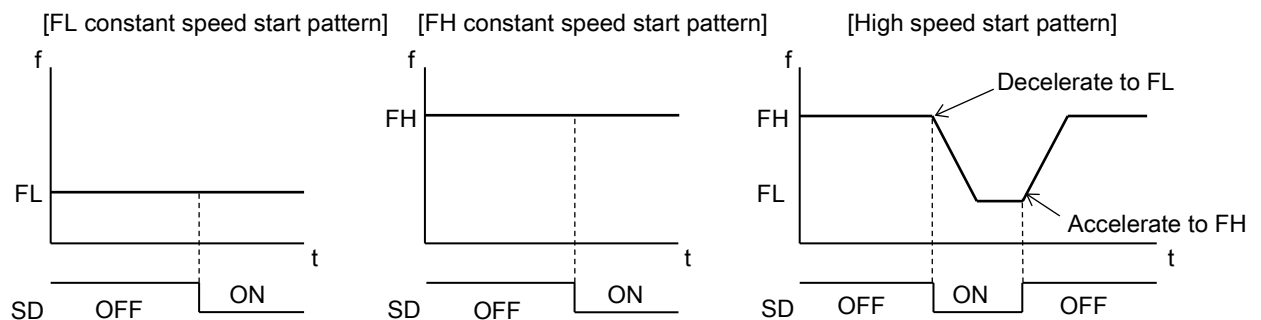 [FL constant speed start pattern]
f
FL
t
SD OFF ON
[FH constant speed start pattern]
f
FH
t
SD OFF ON
[High speed start pattern]
f
Decelerate to FL
FH
FL
Accelerate to FH
t
SD OFF ON OFF